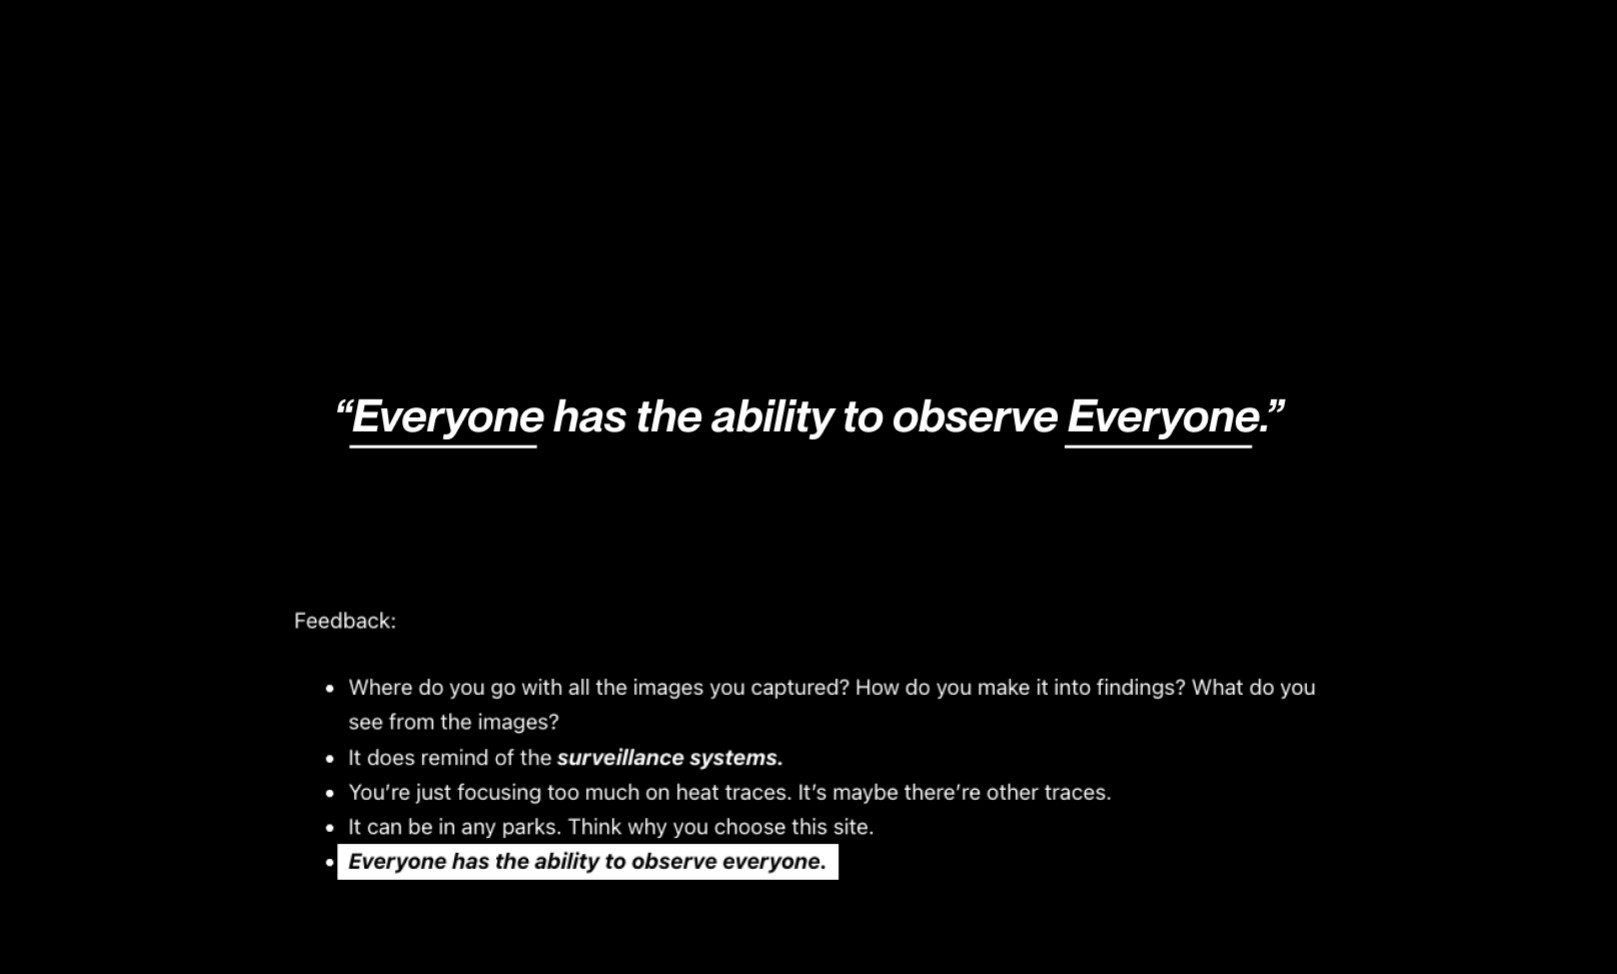 “Everyone has the ability to observe Everyone.”
Feedback:
• Where do you go with all the images you captured? How do you make it into findings? What do you
see from the images?
• It does remind of the surveillance systems.
• You’re just focusing too much on heat traces. It’s maybe there’re other traces.
• It can be in any parks. Think why you choose this site.
• Everyone has the ability to observe everyone.